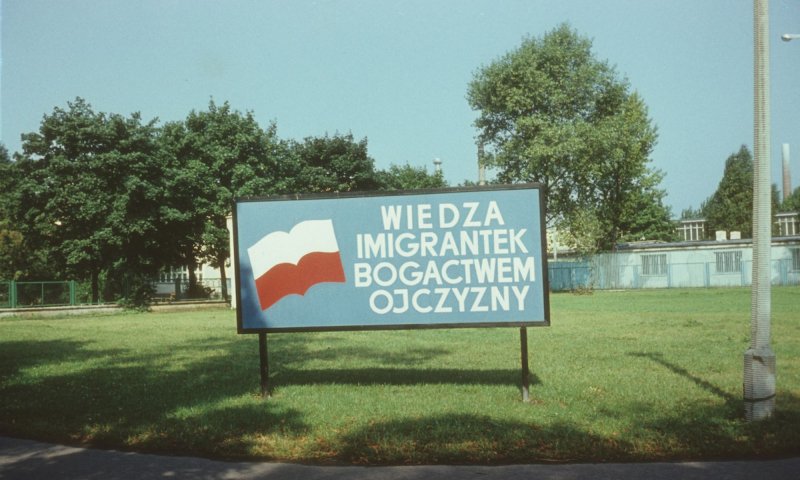 WIEDZA
IMIGRANTEK
BOGACTWEM
OJCZYZNY